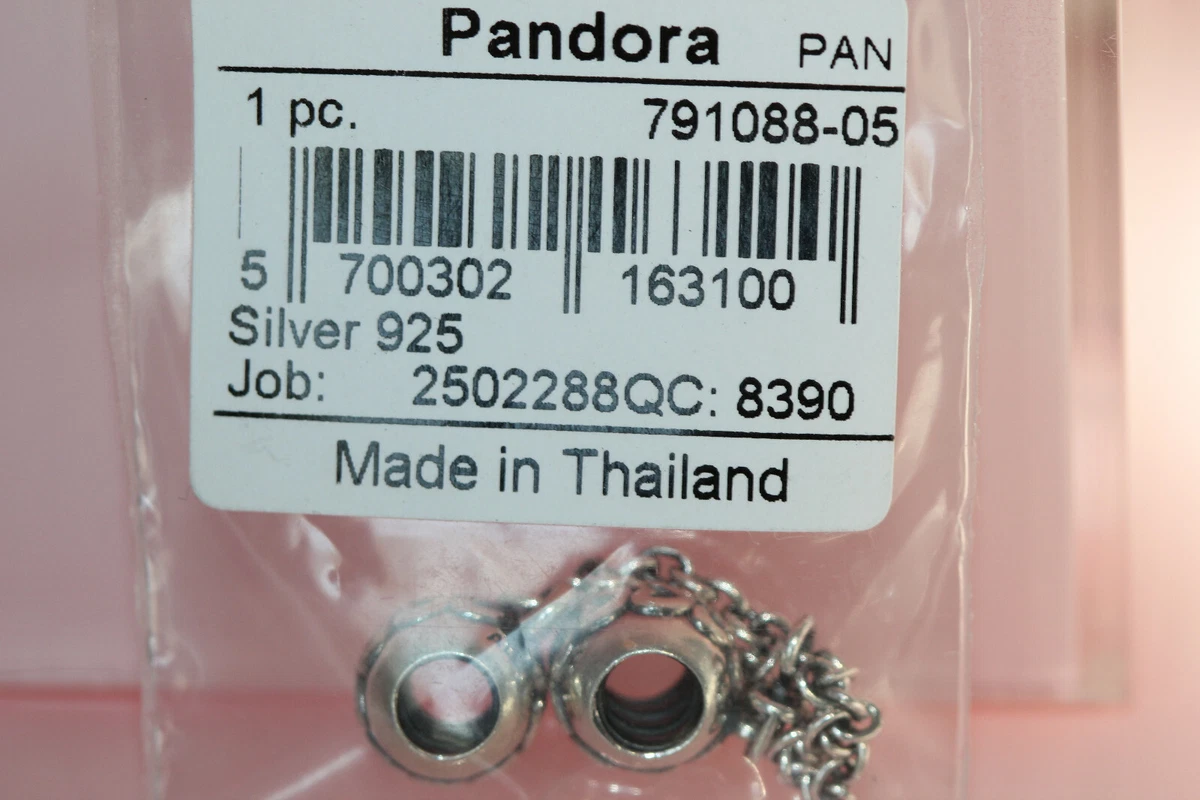 Pandora PAN
1 pc. 791088-05
5 700302 163100
Silver 925
Job: 2502288QC: 8390
Made in Thailand